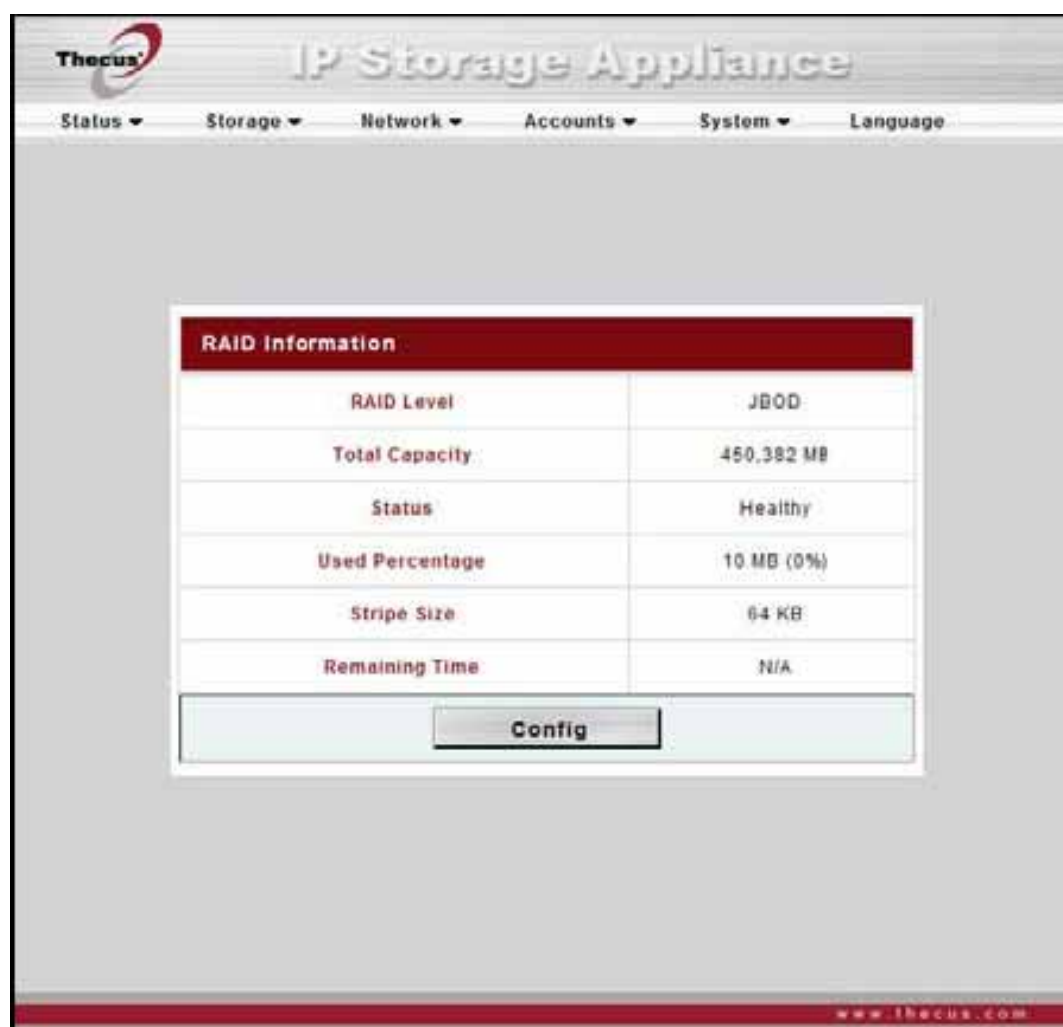 Thecus
IP Storage Appliance
Status Storage Network Accounts System Language
RAID Information
RAID Level JBOD
Total Capacity 450,382 MB
Status Healthy
Used Percentage 10 MB (0%)
Stripe Size 64 KB
Remaining Time N/A
Config
www.thecus.com